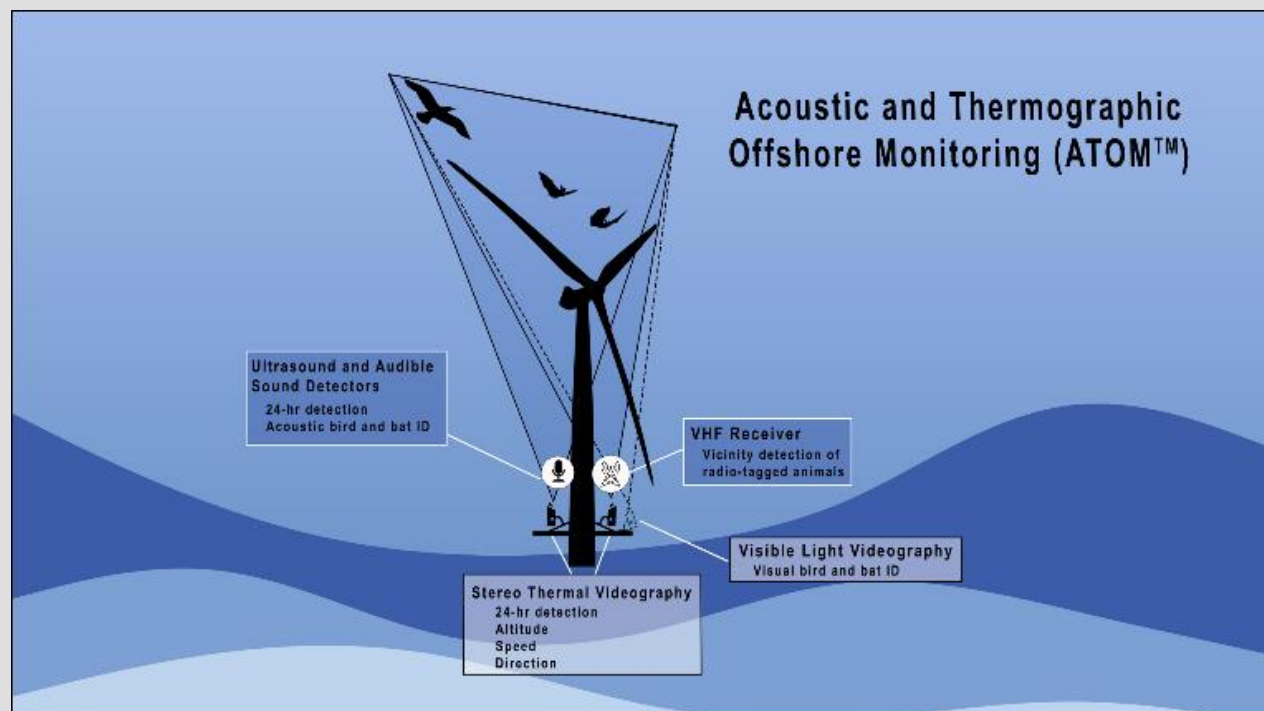 Acoustic and Thermographic
Offshore Monitoring (ATOM™)
Ultrasound and Audible
Sound Detectors
24-hr detection
Acoustic bird and bat ID
VHF Receiver
Vicinity detection of
radio-tagged animals
Visible Light Videography
Visual bird and bat ID
Stereo Thermal Videography
24-hr detection
Altitude
Speed
Direction